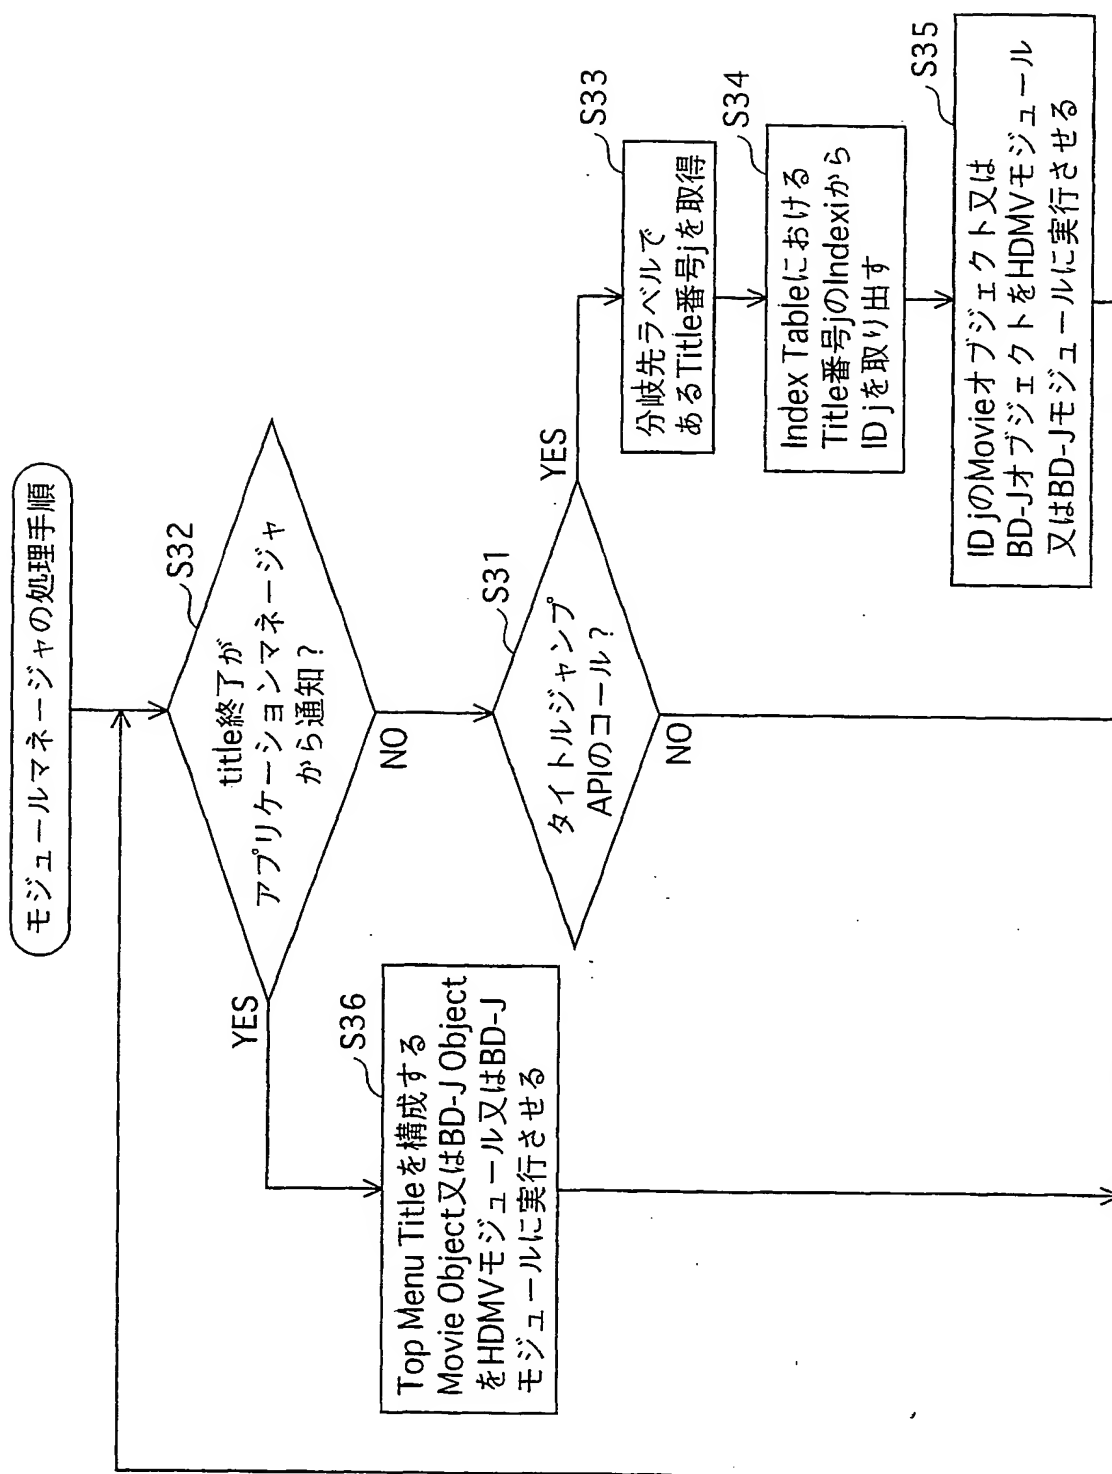 モジュールマネージャの処理手順
S32
title終了が
アプリケーションマネージャ
から通知？
YES
NO
S36
Top Menu Titleを構成する
Movie Object又はBD-J Object
をHDMVモジュール又はBD-J
モジュールに実行させる
S31
タイトルジャンプ
APIのコール？
YES
NO
S33
分岐先ラベルで
あるTitle番号jを取得
S34
Index Tableにおける
Title番号jのIndexiから
ID jを取り出す
S35
ID jのMovieオブジェクト又は
BD-JオブジェクトをHDMVモジュール
又はBD-Jモジュールに実行させる